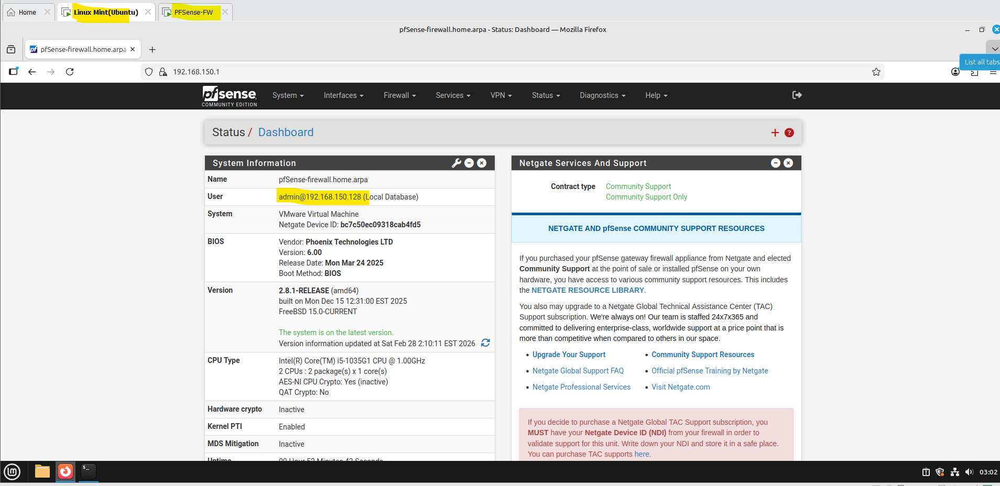 Home
Linux Mint(Ubuntu)
PFSense-FW
pfSense-firewall.home.arpa - Status: Dashboard — Mozilla Firefox
pfSense-firewall.home.arpa
List all tabs
192.168.150.1
pfsense
COMMUNITY EDITION
System
Interfaces
Firewall
Services
VPN
Status
Diagnostics
Help
Status / Dashboard
System Information
Name pfSense-firewall.home.arpa
User admin@192.168.150.128 (Local Database)
System VMware Virtual Machine
Netgate Device ID: bc7c50ec09318cab4fd5
BIOS Vendor: Phoenix Technologies LTD
Version: 6.00
Release Date: Mon Mar 24 2025
Boot Method: BIOS
Version 2.8.1-RELEASE (amd64)
built on Mon Dec 15 12:31:00 EST 2025
FreeBSD 15.0-CURRENT
The system is on the latest version.
Version information updated at Sat Feb 28 2:10:11 EST 2026
CPU Type Intel(R) Core(TM) i5-1035G1 CPU @ 1.00GHz
2 CPUs : 2 package(s) x 1 core(s)
AES-NI CPU Crypto: Yes (inactive)
QAT Crypto: No
Hardware crypto Inactive
Kernel PTI Enabled
MDS Mitigation Inactive
Uptime 00 Hour 52 Minutes 43 Seconds
Netgate Services And Support
Contract type Community Support
Community Support Only
NETGATE AND pfSense COMMUNITY SUPPORT RESOURCES
If you purchased your pfSense gateway firewall appliance from Netgate and elected
Community Support at the point of sale or installed pfSense on your own
hardware, you have access to various community support resources. This includes
the NETGATE RESOURCE LIBRARY.
You also may upgrade to a Netgate Global Technical Assistance Center (TAC)
Support subscription. We're always on! Our team is staffed 24x7x365 and
committed to delivering enterprise-class, worldwide support at a price point that is
more than competitive when compared to others in our space.
Upgrade Your Support
Community Support Resources
Netgate Global Support FAQ
Official pfSense Training by Netgate
Netgate Professional Services
Visit Netgate.com
If you decide to purchase a Netgate Global TAC Support subscription, you
MUST have your Netgate Device ID (NDI) from your firewall in order to
validate support for this unit. Write down your NDI and store it in a safe place.
You can purchase TAC supports here.
03:02